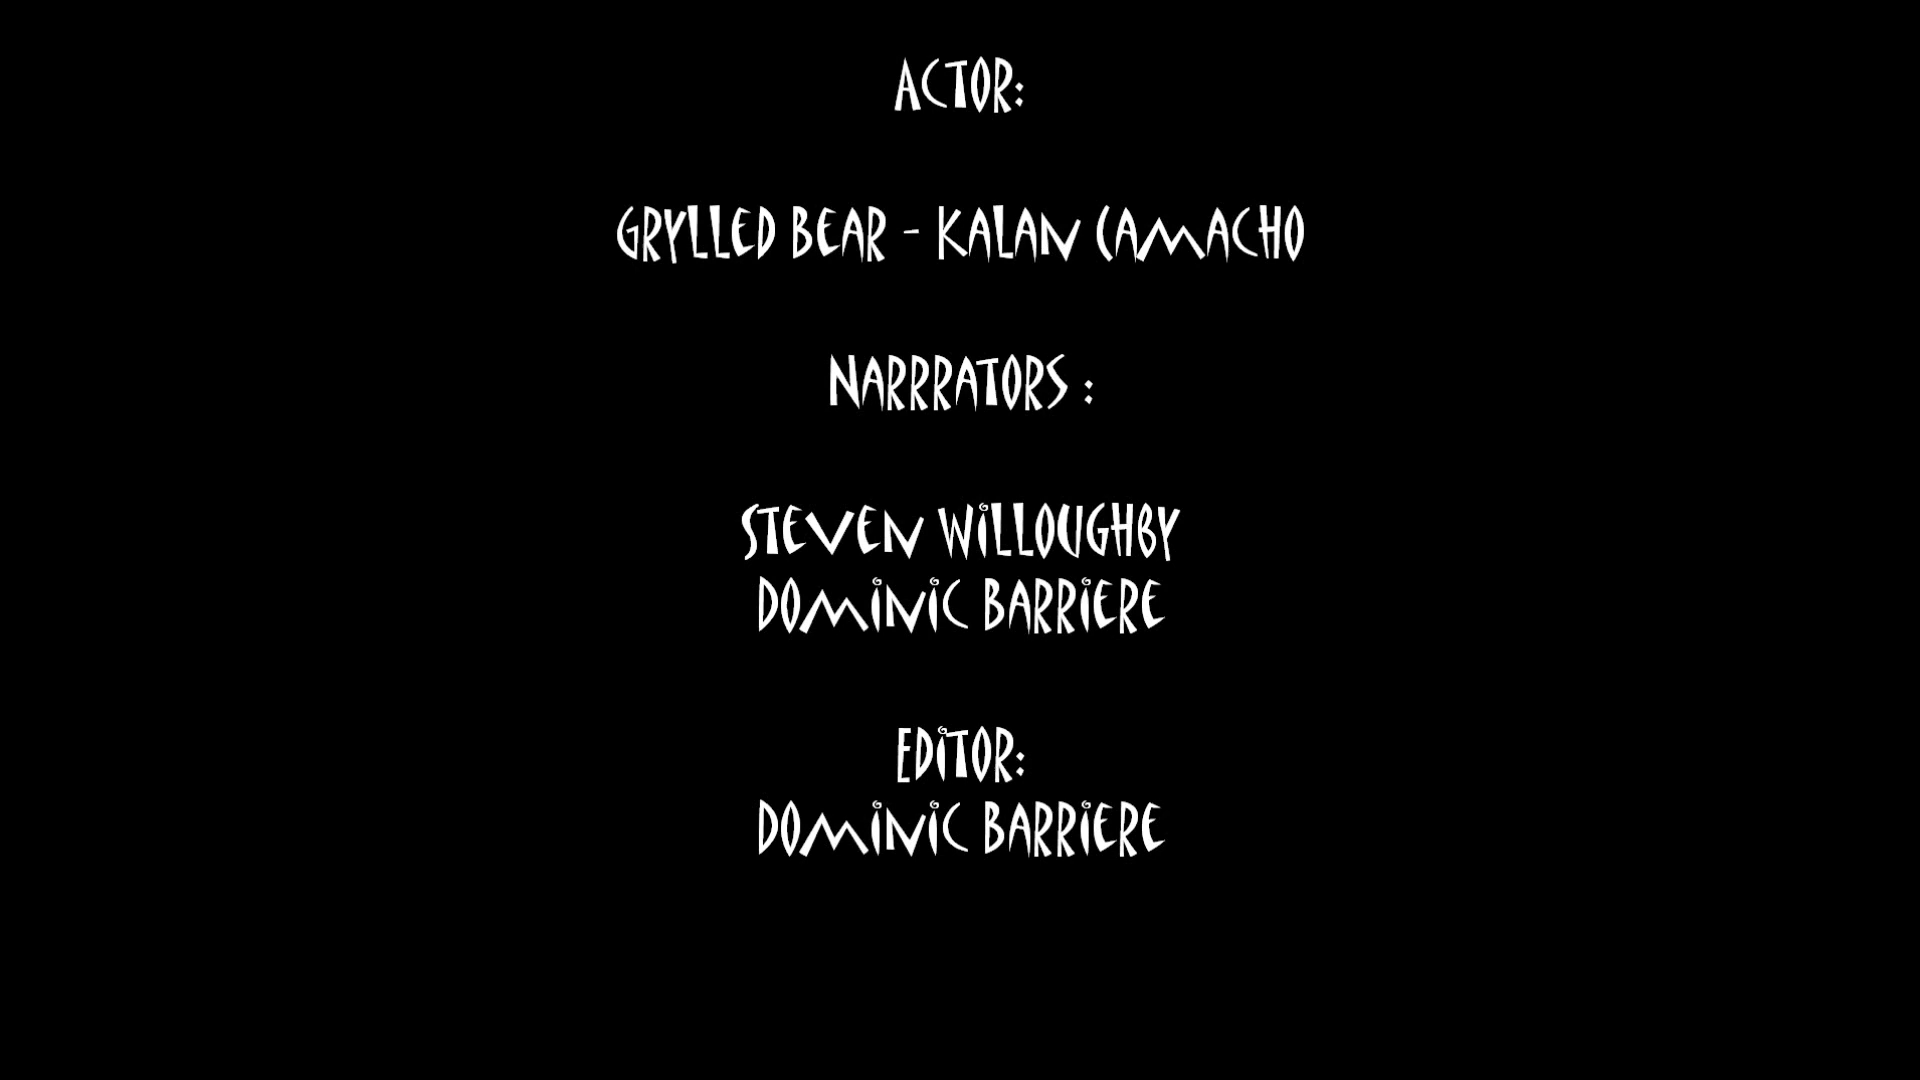 ACTOR:
GRYLLED BEAR - KALAN CAMACHO
NARRRATORS :
STEVEN WiLLOUGHBY
DOMiNiC BARRiERE
EDiTOR:
DOMiNiC BARRiERE